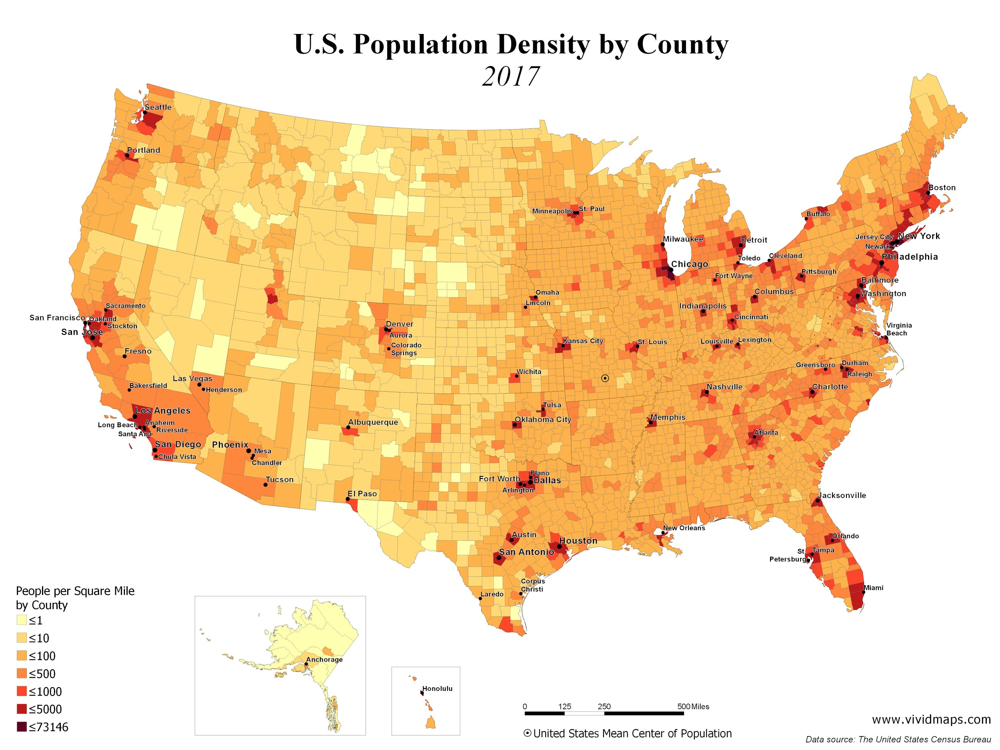 U.S. Population Density by County
2017
Seattle
Portland
Boston
Minneapolis
St. Paul
Buffalo
Milwaukee
Detroit
Jersey City
New York
Newark
Toledo
Cleveland
Philadelphia
Chicago
Fort Wayne
Pittsburgh
Baltimore
Omaha
Columbus
Washington
Lincoln
Indianapolis
Sacramento
San Francisco
Oakland
Stockton
San Jose
Cincinnati
Denver
Aurora
Virginia
Beach
Colorado
Springs
Kansas City
St. Louis
Louisville
Lexington
Fresno
Greensboro
Durham
Raleigh
Wichita
Las Vegas
Henderson
Bakersfield
Nashville
Charlotte
Tulsa
Los Angeles
Oklahoma City
Memphis
Albuquerque
Long Beach
Anaheim
Riverside
Santa Ana
Atlanta
San Diego
Chula Vista
Phoenix
Mesa
Chandler
Tucson
Plano
Fort Worth
Dallas
Arlington
El Paso
Jacksonville
New Orleans
Austin
Houston
Orlando
San Antonio
St.
Petersburg
Tampa
Corpus
Christi
Laredo
Miami
People per Square Mile
by County
≤1
≤10
≤100
≤500
≤1000
≤5000
≤73146
Anchorage
Honolulu
0 125 250 500 Miles
United States Mean Center of Population
www.vividmaps.com
Data source: The United States Census Bureau